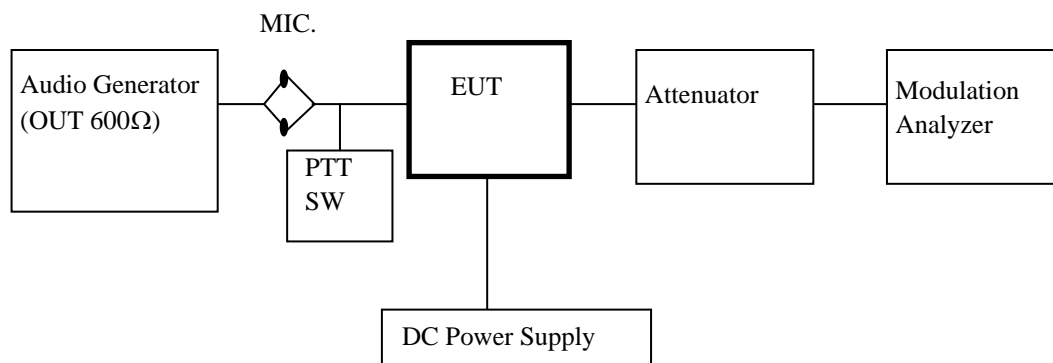 MIC.
Audio Generator
(OUT 600Ω)
EUT
Attenuator
Modulation
Analyzer
PTT
SW
DC Power Supply